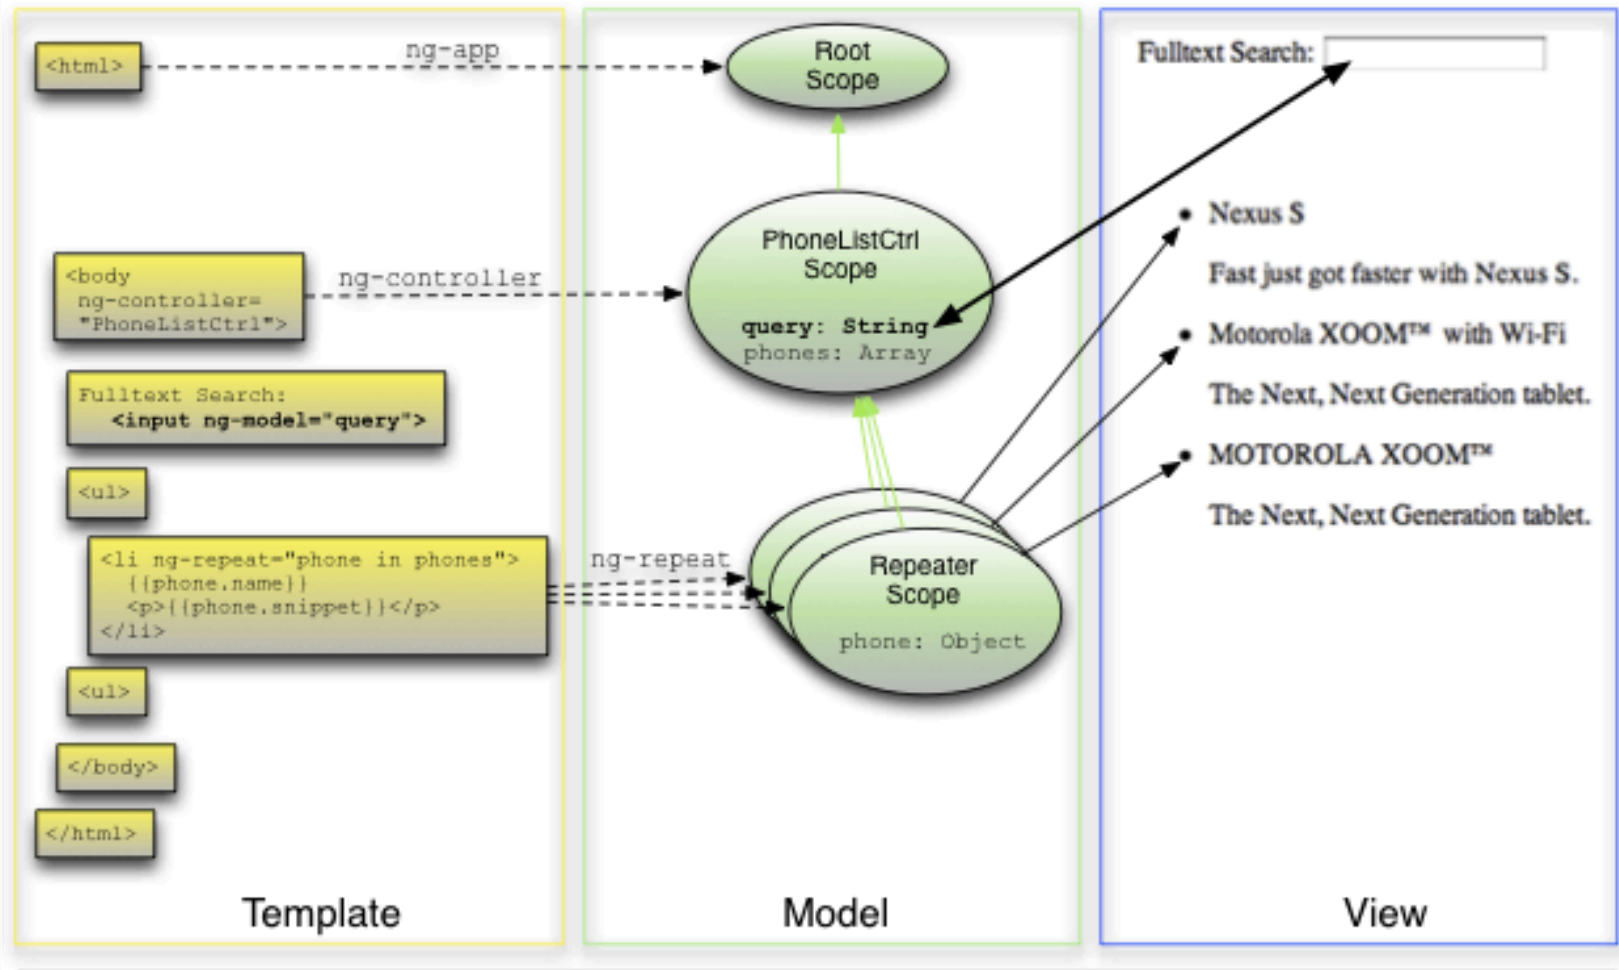 <html>
<body
ng-controller=
"PhoneListCtrl">
Fulltext Search:
<input ng-model="query">
<ul>
<li ng-repeat="phone in phones">
{{phone.name}}
<p>{{phone.snippet}}</p>
</li>
<ul>
</body>
</html>
Template
ng-app
ng-controller
ng-repeat
Root
Scope
PhoneListCtrl
Scope
query: String
phones: Array
Repeater
Scope
phone: Object
Model
Fulltext Search:
• Nexus S
Fast just got faster with Nexus S.
• Motorola XOOM™ with Wi-Fi
The Next, Next Generation tablet.
• MOTOROLA XOOM™
The Next, Next Generation tablet.
View